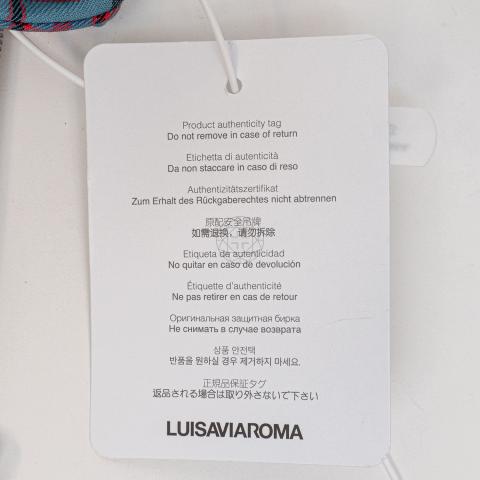 Product authenticity tag
Do not remove in case of return
Etichetta di autenticità
Da non staccare in caso di reso
Authentizitätszertifikat
Zum Erhalt des Rückgaberechtes nicht abtrennen
原配安全吊牌
如需退换，请勿拆除
Etiqueta de autenticidad
No quitar en caso de devolución
Étiquette d'authenticité
Ne pas retirer en cas de retour
Оригинальная защитная бирка
Не снимать в случае возврата
상품 안전택
반품을 원하실 경우 제거하지 마세요.
正規品保証タグ
返品される場合は取り外さないで下さい
LUISAVIAROMA